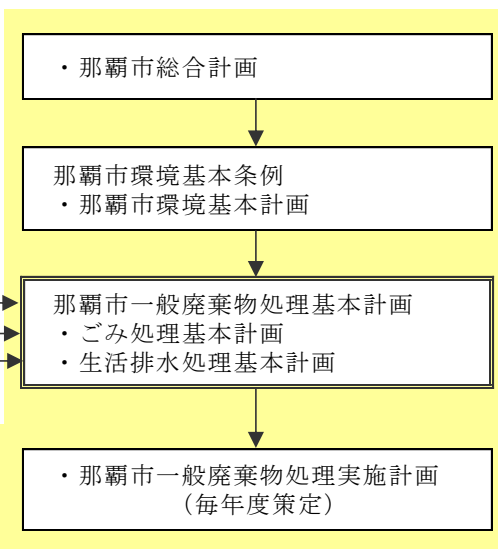 ・那覇市総合計画
那覇市環境基本条例
・那覇市環境基本計画
那覇市一般廃棄物処理基本計画
・ごみ処理基本計画
・生活排水処理基本計画
・那覇市一般廃棄物処理実施計画
（毎年度策定）